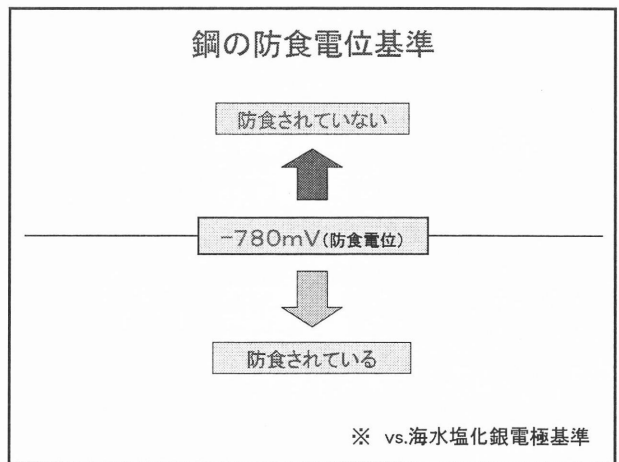 鋼の防食電位基準
防食されていない
-780mV(防食電位)
防食されている
※ vs.海水塩化銀電極基準